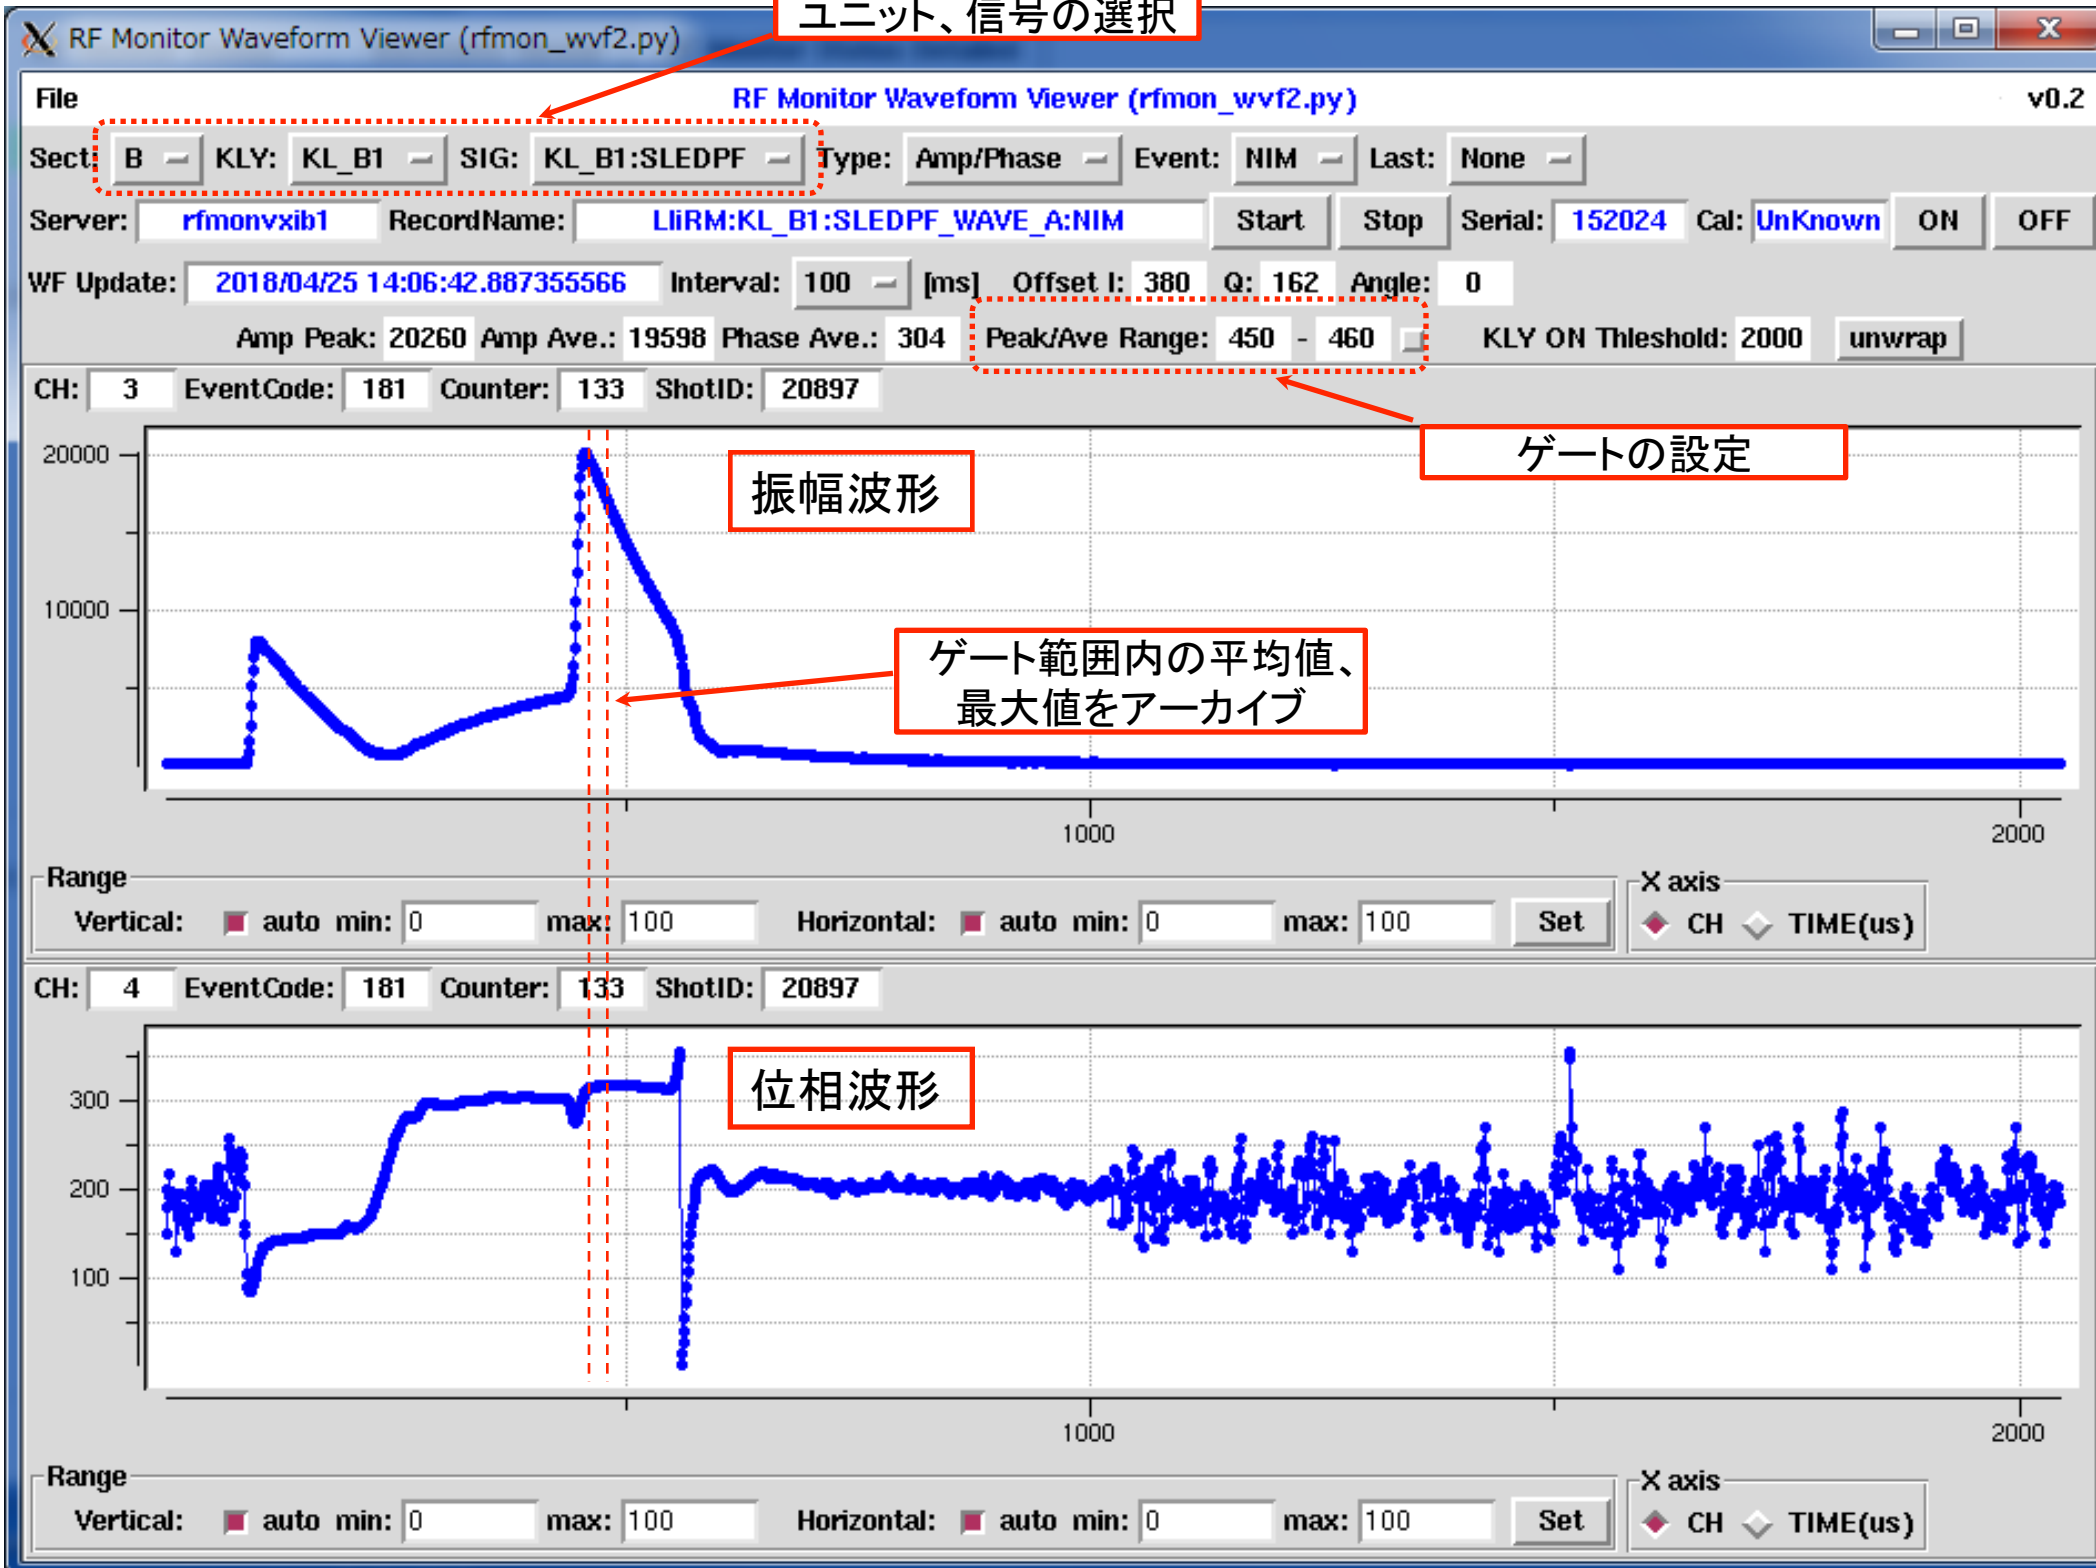 ユニット、信号の選択
RF Monitor Waveform Viewer (rfmon_wvf2.py)
File RF Monitor Waveform Viewer (rfmon_wvf2.py) v0.2
Sect: B KLY: KL_B1 SIG: KL_B1:SLEDPF Type: Amp/Phase Event: NIM Last: None
Server: rfmonvxib1 RecordName: LIiRM:KL_B1:SLEDPF_WAVE_A:NIM Start Stop Serial: 152024 Cal: UnKnown ON OFF
WF Update: 2018/04/25 14:06:42.887355566 Interval: 100 [ms] Offset I: 380 Q: 162 Angle: 0
Amp Peak: 20260 Amp Ave.: 19598 Phase Ave.: 304 Peak/Ave Range: 450 - 460 KLY ON Thleshold: 2000 unwrap
CH: 3 EventCode: 181 Counter: 133 ShotID: 20897
ゲートの設定
20000
振幅波形
10000
ゲート範囲内の平均値、
最大値をアーカイブ
1000 2000
Range X axis
Vertical: auto min: 0 max: 100 Horizontal: auto min: 0 max: 100 Set CH TIME(us)
CH: 4 EventCode: 181 Counter: 133 ShotID: 20897
位相波形
300
200
100
1000 2000
Range X axis
Vertical: auto min: 0 max: 100 Horizontal: auto min: 0 max: 100 Set CH TIME(us)